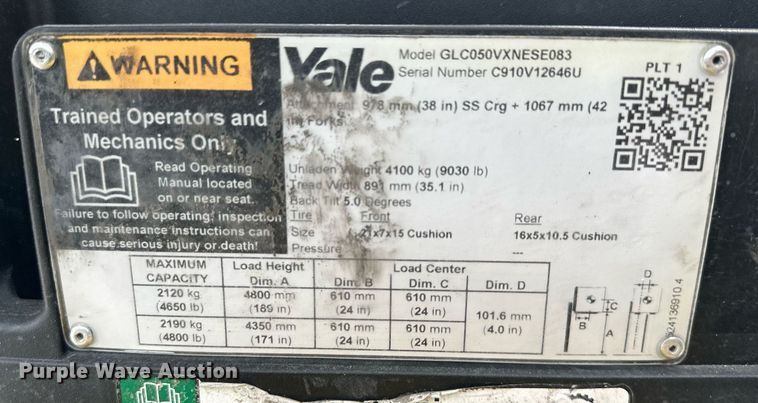 WARNING
Trained Operators and
Mechanics Only
Read Operating
Manual located
on or near seat.
Failure to follow operating, inspection
and maintenance instructions can
cause serious injury or death!
Yale
Model GLC050VXNESE083
Serial Number C910V12646U
PLT 1
Attachment 978 mm (38 in) SS Crg + 1067 mm (42
in) Forks
Unladen Weight 4100 kg (9030 lb)
Tread Width 891 mm (35.1 in)
Back Tilt 5.0 Degrees
Tire Front Rear
Size 21x7x15 Cushion 16x5x10.5 Cushion
Pressure ---
MAXIMUM CAPACITY Load Height Dim. A Load Center Dim. B Dim. C Dim. D
2120 kg (4650 lb) 4800 mm (189 in) 610 mm (24 in) 610 mm (24 in) 101.6 mm (4.0 in)
2190 kg (4800 lb) 4350 mm (171 in) 610 mm (24 in) 610 mm (24 in)
D
C
B
A
524136910.4
Purple Wave Auction